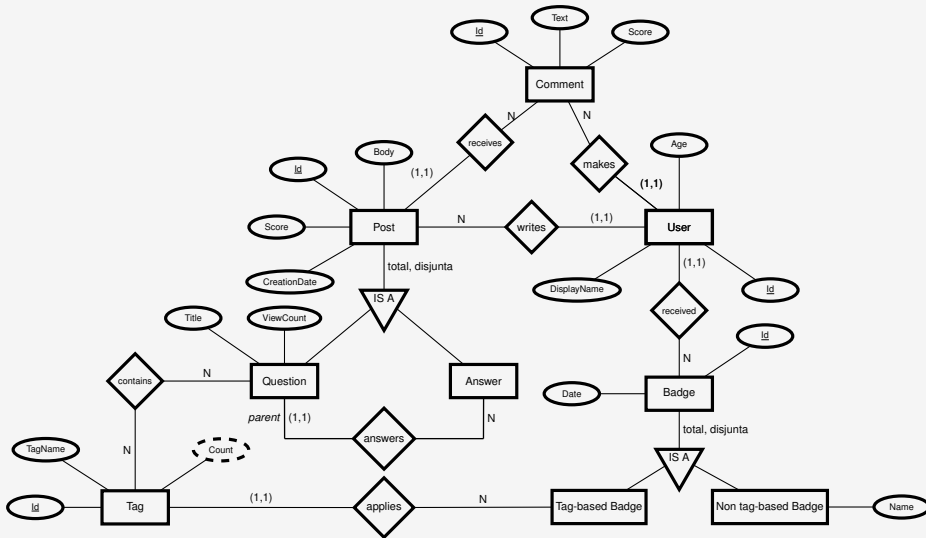 Text
Id
Score
Comment
N
N
receives
makes
Body
Age
Id
(1,1)
(1,1)
Score
Post
N
writes
(1,1)
User
total, disjunta
(1,1)
CreationDate
DisplayName
Id
IS A
Title
ViewCount
received
Id
contains
N
Question
Answer
N
Date
Badge
parent
(1,1)
N
answers
total, disjunta
N
TagName
Count
IS A
Id
Tag
(1,1)
applies
N
Tag-based Badge
Non tag-based Badge
Name